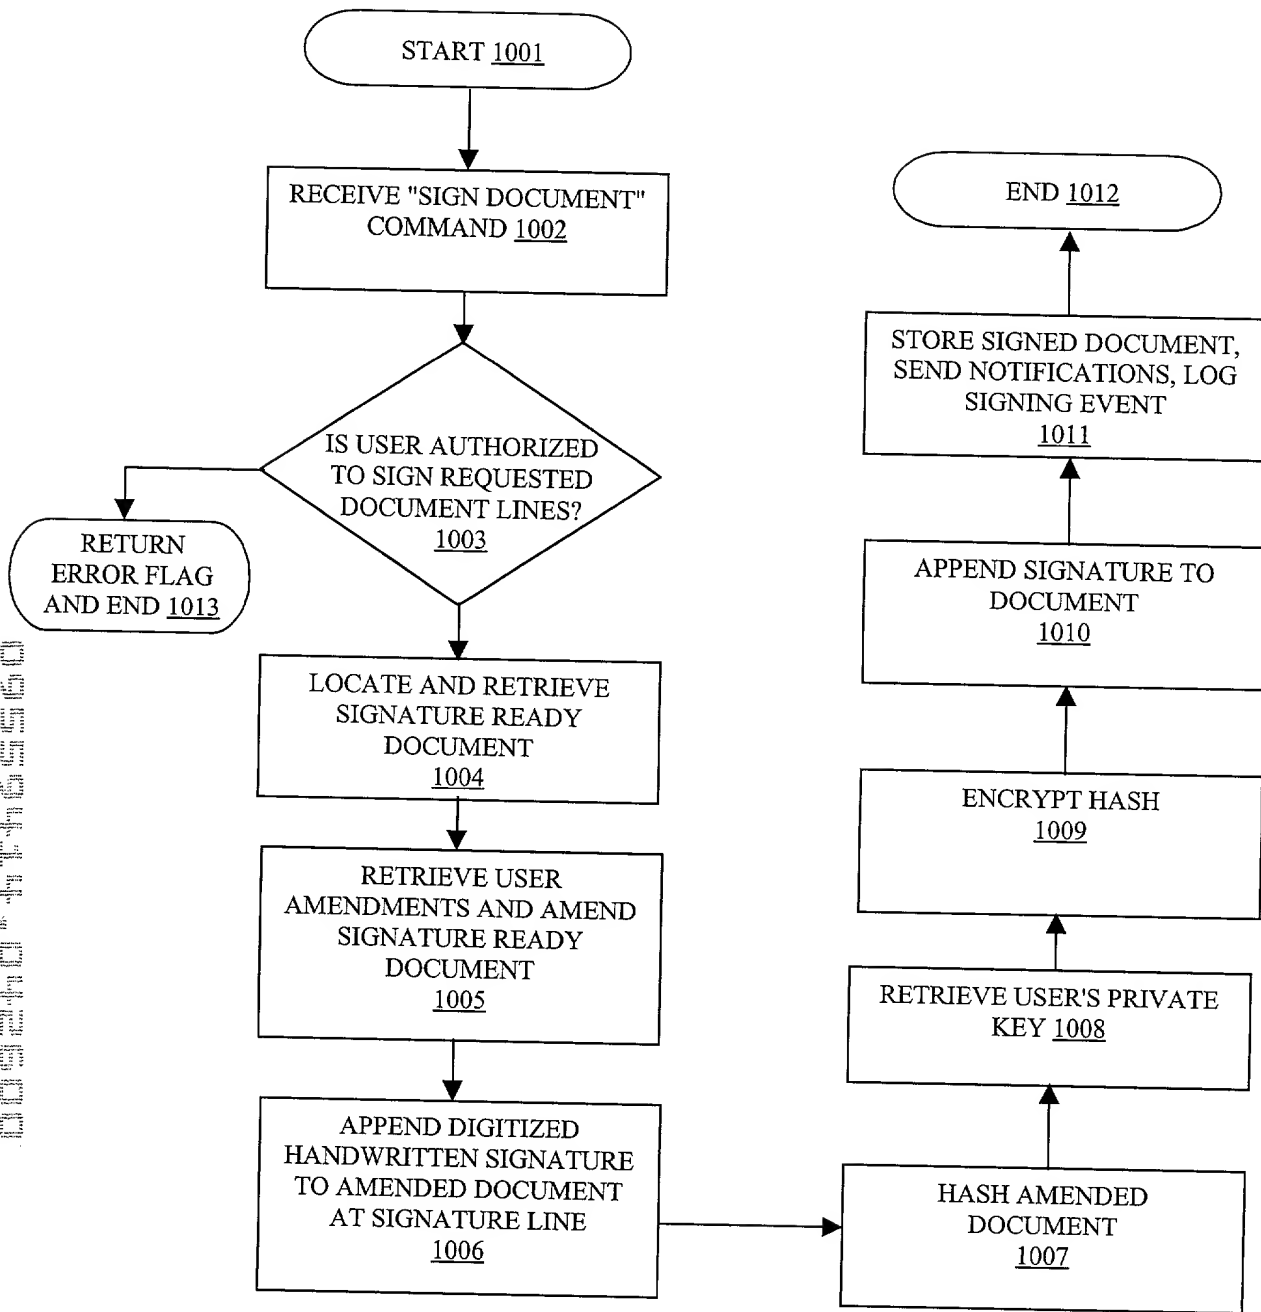 START 1001
RECEIVE "SIGN DOCUMENT"
COMMAND 1002
IS USER AUTHORIZED
TO SIGN REQUESTED
DOCUMENT LINES?
1003
RETURN
ERROR FLAG
AND END 1013
LOCATE AND RETRIEVE
SIGNATURE READY
DOCUMENT
1004
RETRIEVE USER
AMENDMENTS AND AMEND
SIGNATURE READY
DOCUMENT
1005
APPEND DIGITIZED
HANDWRITTEN SIGNATURE
TO AMENDED DOCUMENT
AT SIGNATURE LINE
1006
HASH AMENDED
DOCUMENT
1007
RETRIEVE USER'S PRIVATE
KEY 1008
ENCRYPT HASH
1009
APPEND SIGNATURE TO
DOCUMENT
1010
STORE SIGNED DOCUMENT,
SEND NOTIFICATIONS, LOG
SIGNING EVENT
1011
END 1012